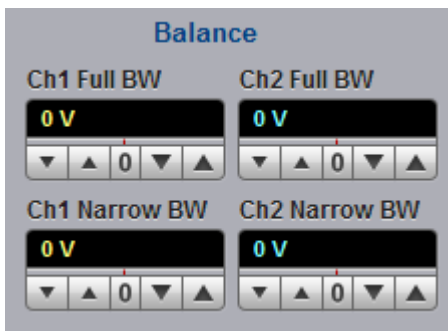 Balance
Ch1 Full BW Ch2 Full BW
0 V 0 V
0 0
Ch1 Narrow BW Ch2 Narrow BW
0 V 0 V
0 0